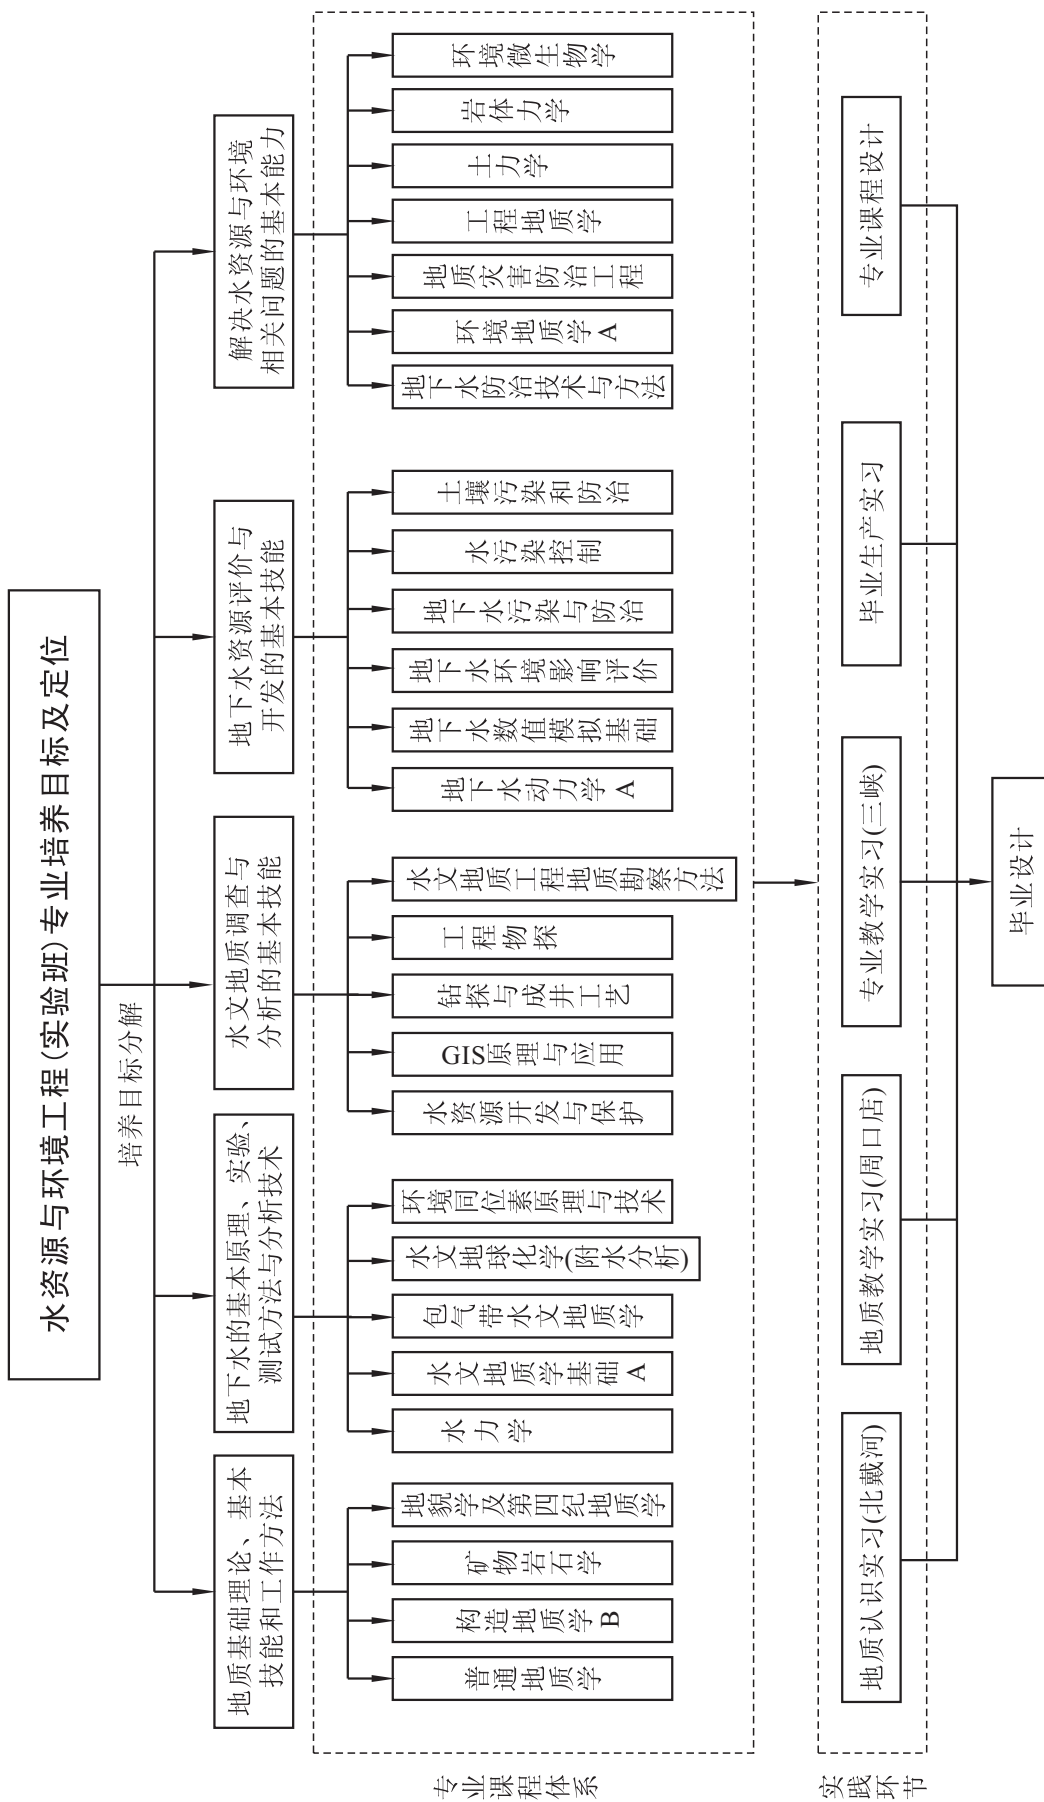 水资源与环境工程(实验班)专业培养目标及定位
培养目标分解
地质基础理论、基本
技能和工作方法
地下水的基本原理、实验、
测试方法与分析技术
水文地质调查与
分析的基本技能
地下水资源评价与
开发的基本技能
解决水资源与环境
相关问题的基本能力
专业课程体系
普通地质学
构造地质学 B
矿物岩石学
地貌学及第四纪地质学
水力学
水文地质学基础 A
包气带水文地质学
水文地球化学(附水分析)
环境同位素原理与技术
水资源开发与保护
GIS原理与应用
钻探与成井工艺
工程物探
水文地质工程地质勘察方法
地下水动力学 A
地下水数值模拟基础
地下水环境影响评价
地下水污染与防治
水污染控制
土壤污染和防治
地下水防治技术与方法
环境地质学 A
地质灾害防治工程
工程地质学
土力学
岩体力学
环境微生物学
实践环节
地质认识实习(北戴河)
地质教学实习(周口店)
专业教学实习(三峡)
毕业生产实习
专业课程设计
毕业设计